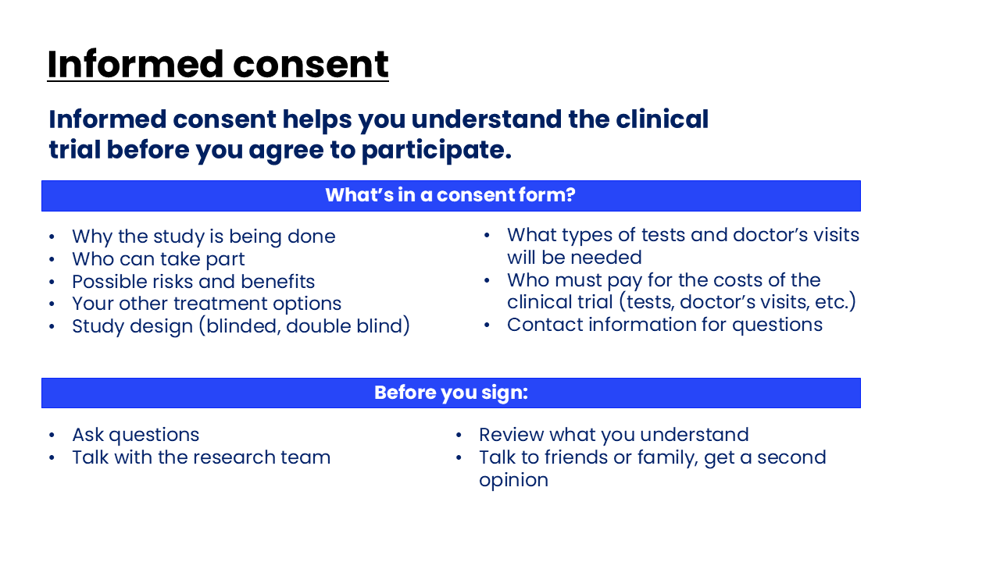 Informed consent
Informed consent helps you understand the clinical
trial before you agree to participate.
What’s in a consent form?
• Why the study is being done
• Who can take part
• Possible risks and benefits
• Your other treatment options
• Study design (blinded, double blind)
• What types of tests and doctor’s visits
will be needed
• Who must pay for the costs of the
clinical trial (tests, doctor’s visits, etc.)
• Contact information for questions
Before you sign:
• Ask questions
• Talk with the research team
• Review what you understand
• Talk to friends or family, get a second
opinion